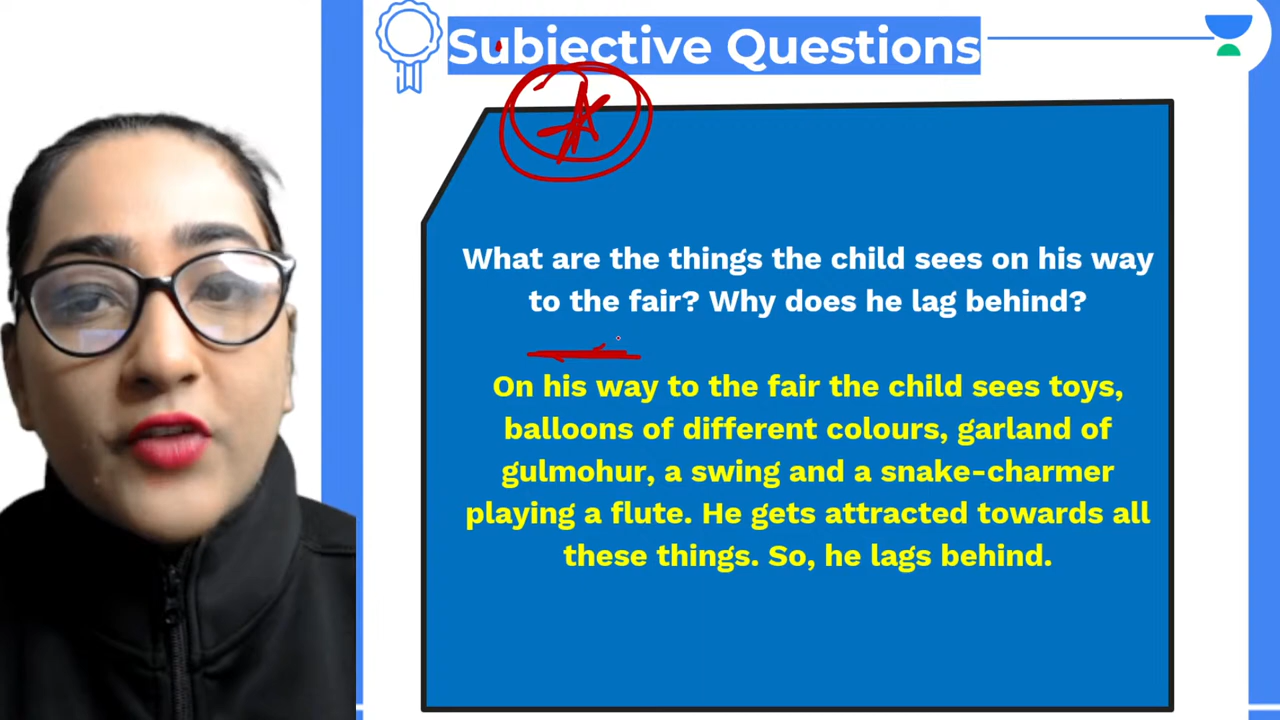 Subjective Questions
What are the things the child sees on his way
to the fair? Why does he lag behind?
On his way to the fair the child sees toys,
balloons of different colours, garland of
gulmohur, a swing and a snake-charmer
playing a flute. He gets attracted towards all
these things. So, he lags behind.